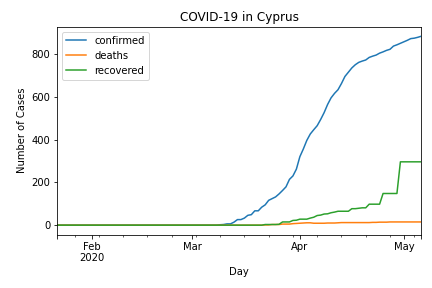 COVID-19 in Cyprus
confirmed
deaths
recovered
Number of Cases
800
600
400
200
0
Feb
2020
Mar
Apr
May
Day